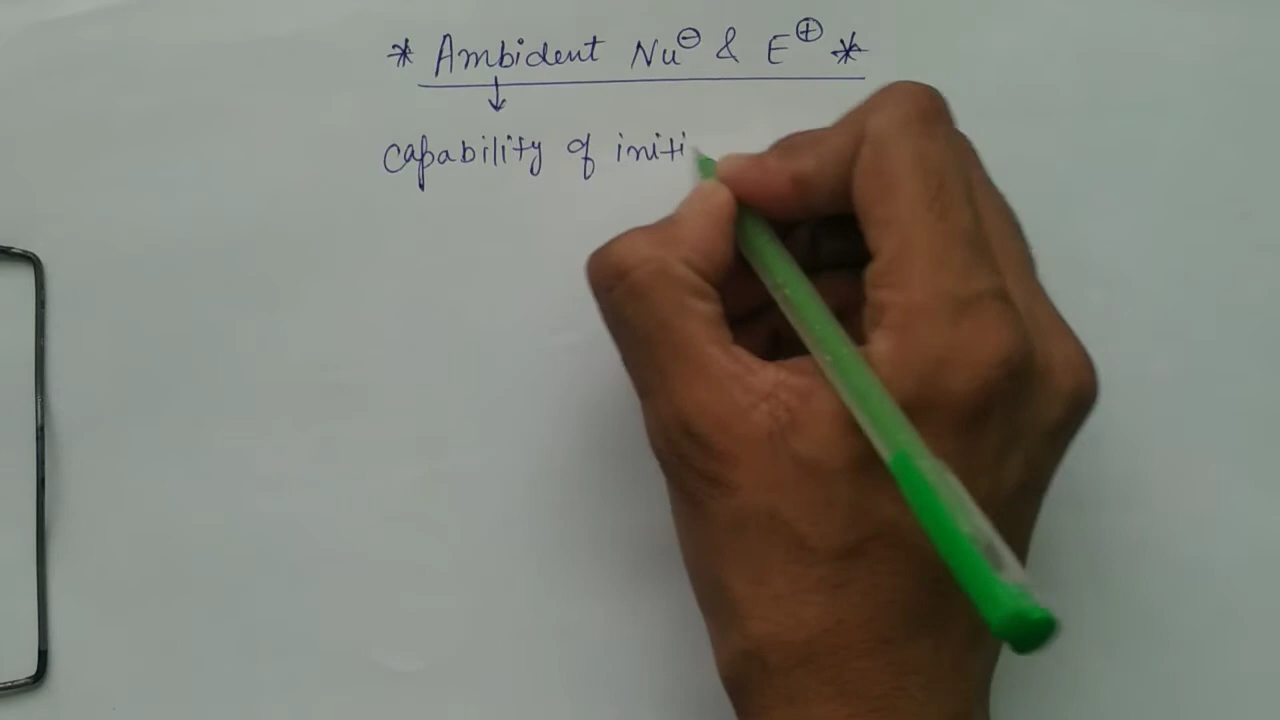 * Ambident Nu⊖ & E⊕ *
capability of initi